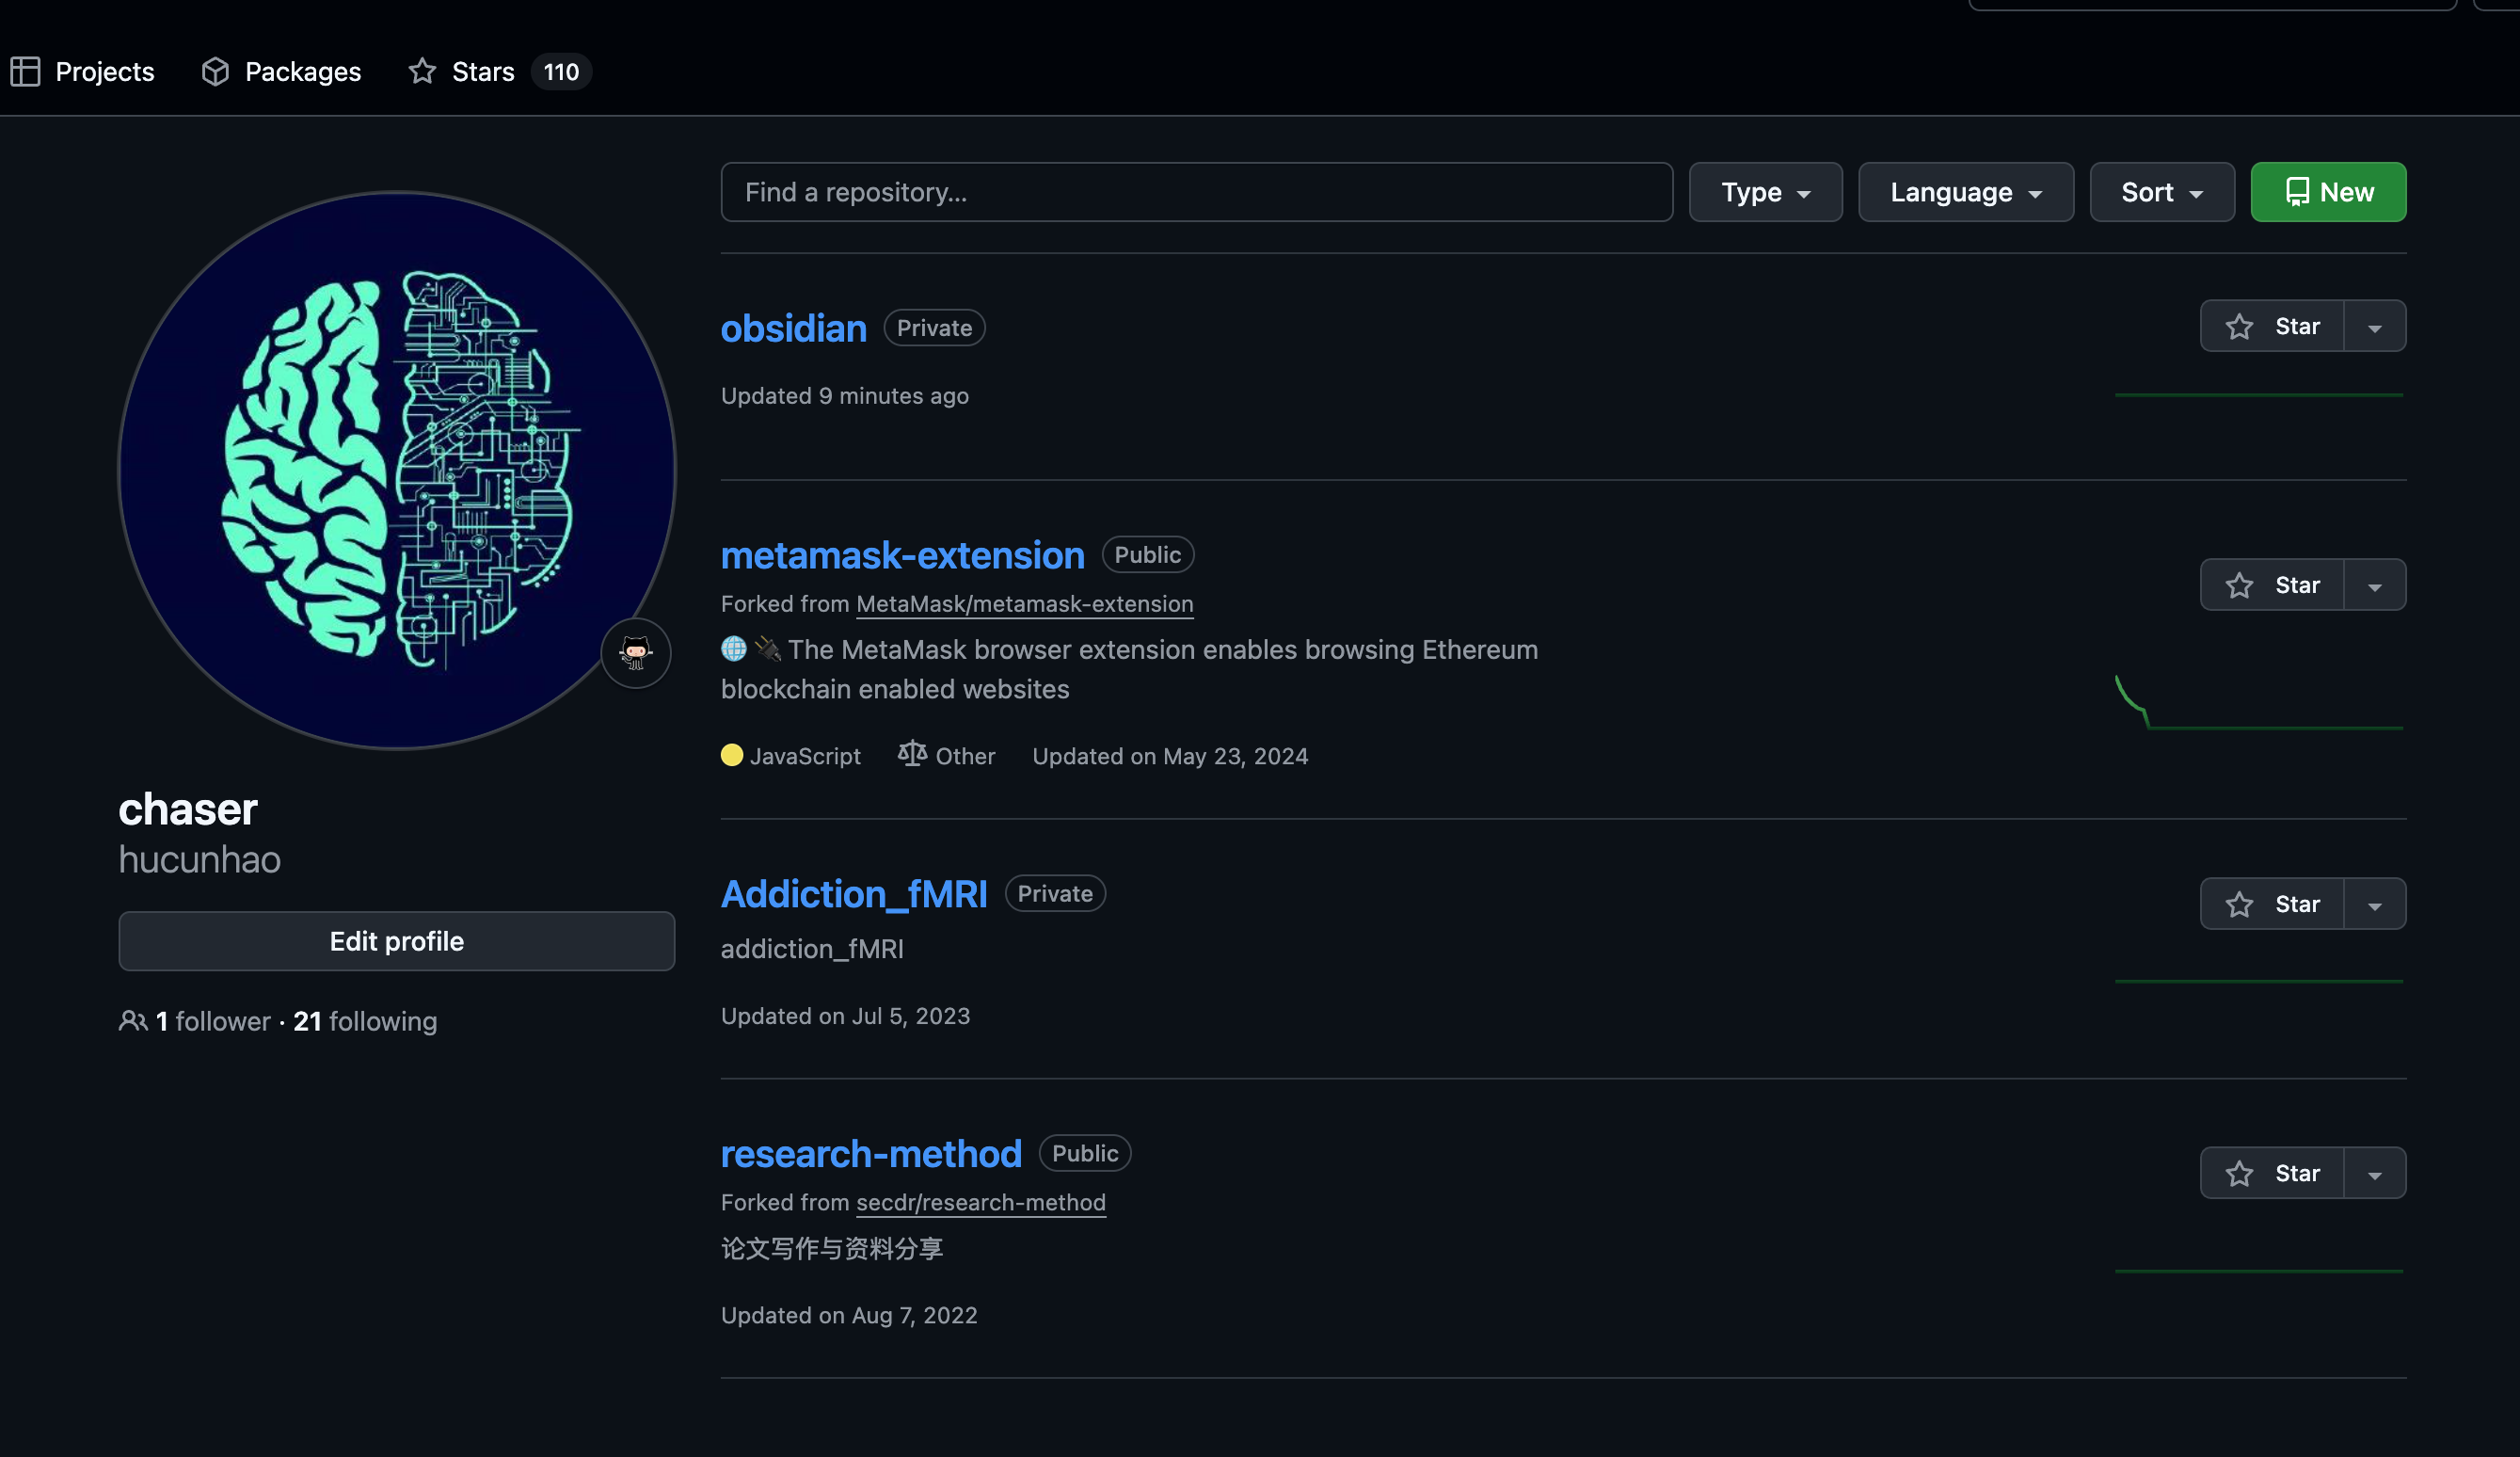 Projects Packages Stars 110
Find a repository...
Type Language Sort New
obsidian Private
Star
Updated 9 minutes ago
metamask-extension Public
Star
Forked from MetaMask/metamask-extension
🌐 🔌 The MetaMask browser extension enables browsing Ethereum
blockchain enabled websites
JavaScript Other Updated on May 23, 2024
chaser
hucunhao
Edit profile
1 follower · 21 following
Addiction_fMRI Private
Star
addiction_fMRI
Updated on Jul 5, 2023
research-method Public
Star
Forked from secdr/research-method
论文写作与资料分享
Updated on Aug 7, 2022